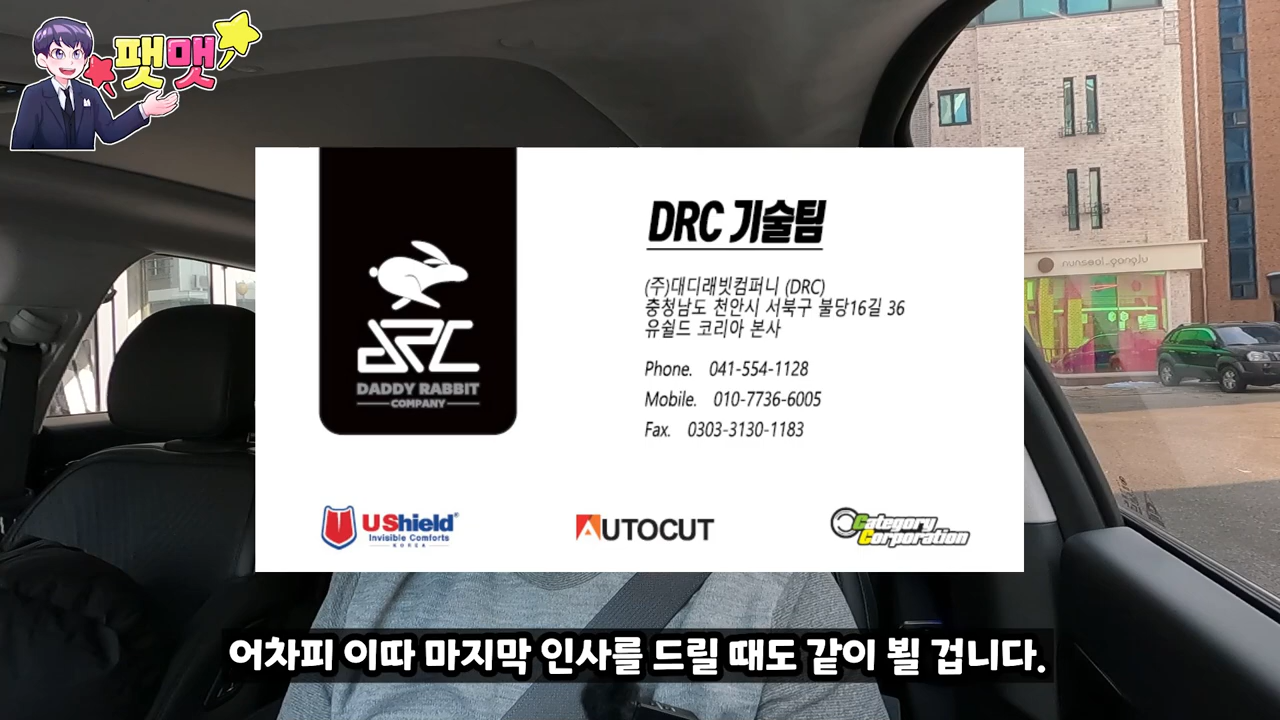 팻맷
DRC 기술팀
(주)대디래빗컴퍼니 (DRC)
충청남도 천안시 서북구 불당16길 36
유쉴드 코리아 본사
Phone. 041-554-1128
Mobile. 010-7736-6005
Fax. 0303-3130-1183
dRC
DADDY RABBIT
COMPANY
UShield®
Invisible Comforts
KOREA
AUTOCUT
Category
Corporation
nunseol_gongju
어차피 이따 마지막 인사를 드릴 때도 같이 뵐 겁니다.